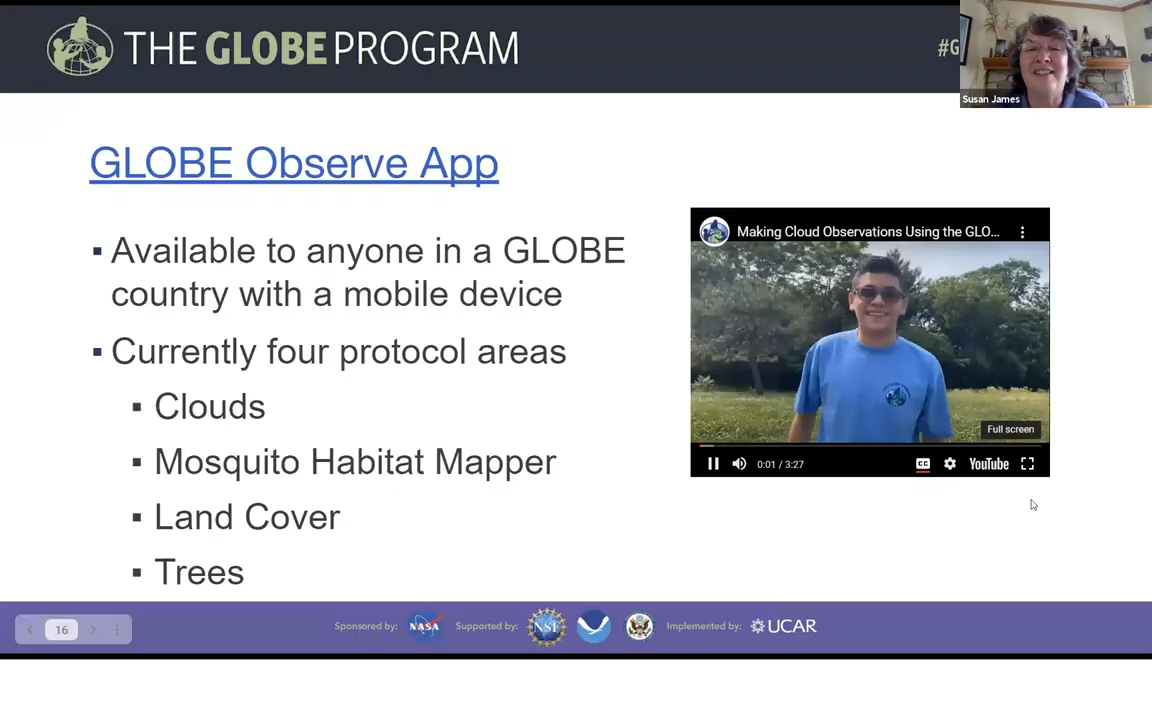 THE GLOBE PROGRAM
#G
Susan James
GLOBE Observe App
▪ Available to anyone in a GLOBE
country with a mobile device
▪ Currently four protocol areas
▪ Clouds
▪ Mosquito Habitat Mapper
▪ Land Cover
▪ Trees
Making Cloud Observations Using the GLO...
Full screen
0:01 / 3:27
CC
YouTube
16
Sponsored by: NASA Supported by: NSF Implemented by: UCAR